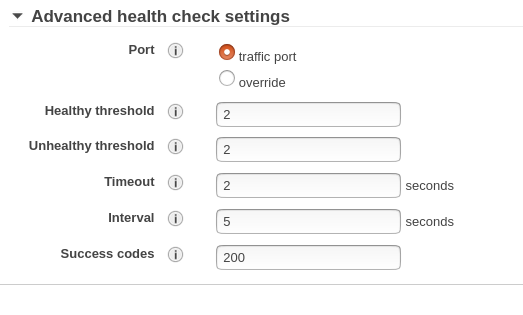 Advanced health check settings
Port i traffic port
override
Healthy threshold i 2
Unhealthy threshold i 2
Timeout i 2 seconds
Interval i 5 seconds
Success codes i 200